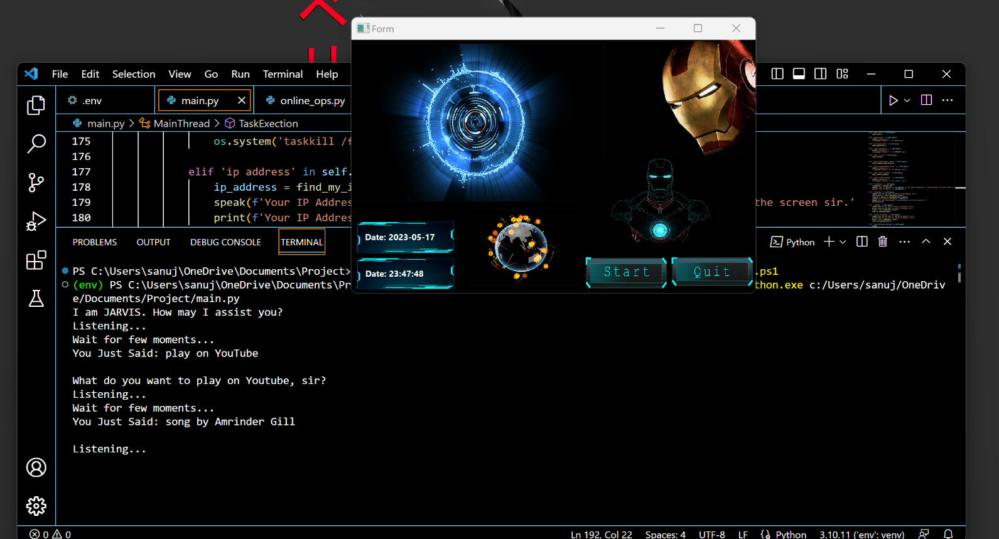 Form
File Edit Selection View Go Run Terminal Help
.env main.py online_ops.py
main.py > MainThread > TaskExection
175 os.system('taskkill /f
176
177 elif 'ip address' in self.
178 ip_address = find_my_i
179 speak(f'Your IP Addres the screen sir.'
180 print(f'Your IP Addres
Date: 2023-05-17
Date: 23:47:48
Start Quit
PROBLEMS OUTPUT DEBUG CONSOLE TERMINAL Python
PS C:\Users\sanuj\OneDrive\Documents\Project> .ps1
(env) PS C:\Users\sanuj\OneDrive\Documents\Pr thon.exe c:/Users/sanuj/OneDriv
e/Documents/Project/main.py
I am JARVIS. How may I assist you?
Listening...
Wait for few moments...
You Just Said: play on YouTube
What do you want to play on Youtube, sir?
Listening...
Wait for few moments...
You Just Said: song by Amrinder Gill
Listening...
0 0 Ln 192, Col 22 Spaces: 4 UTF-8 LF Python 3.10.11 ('env': venv)